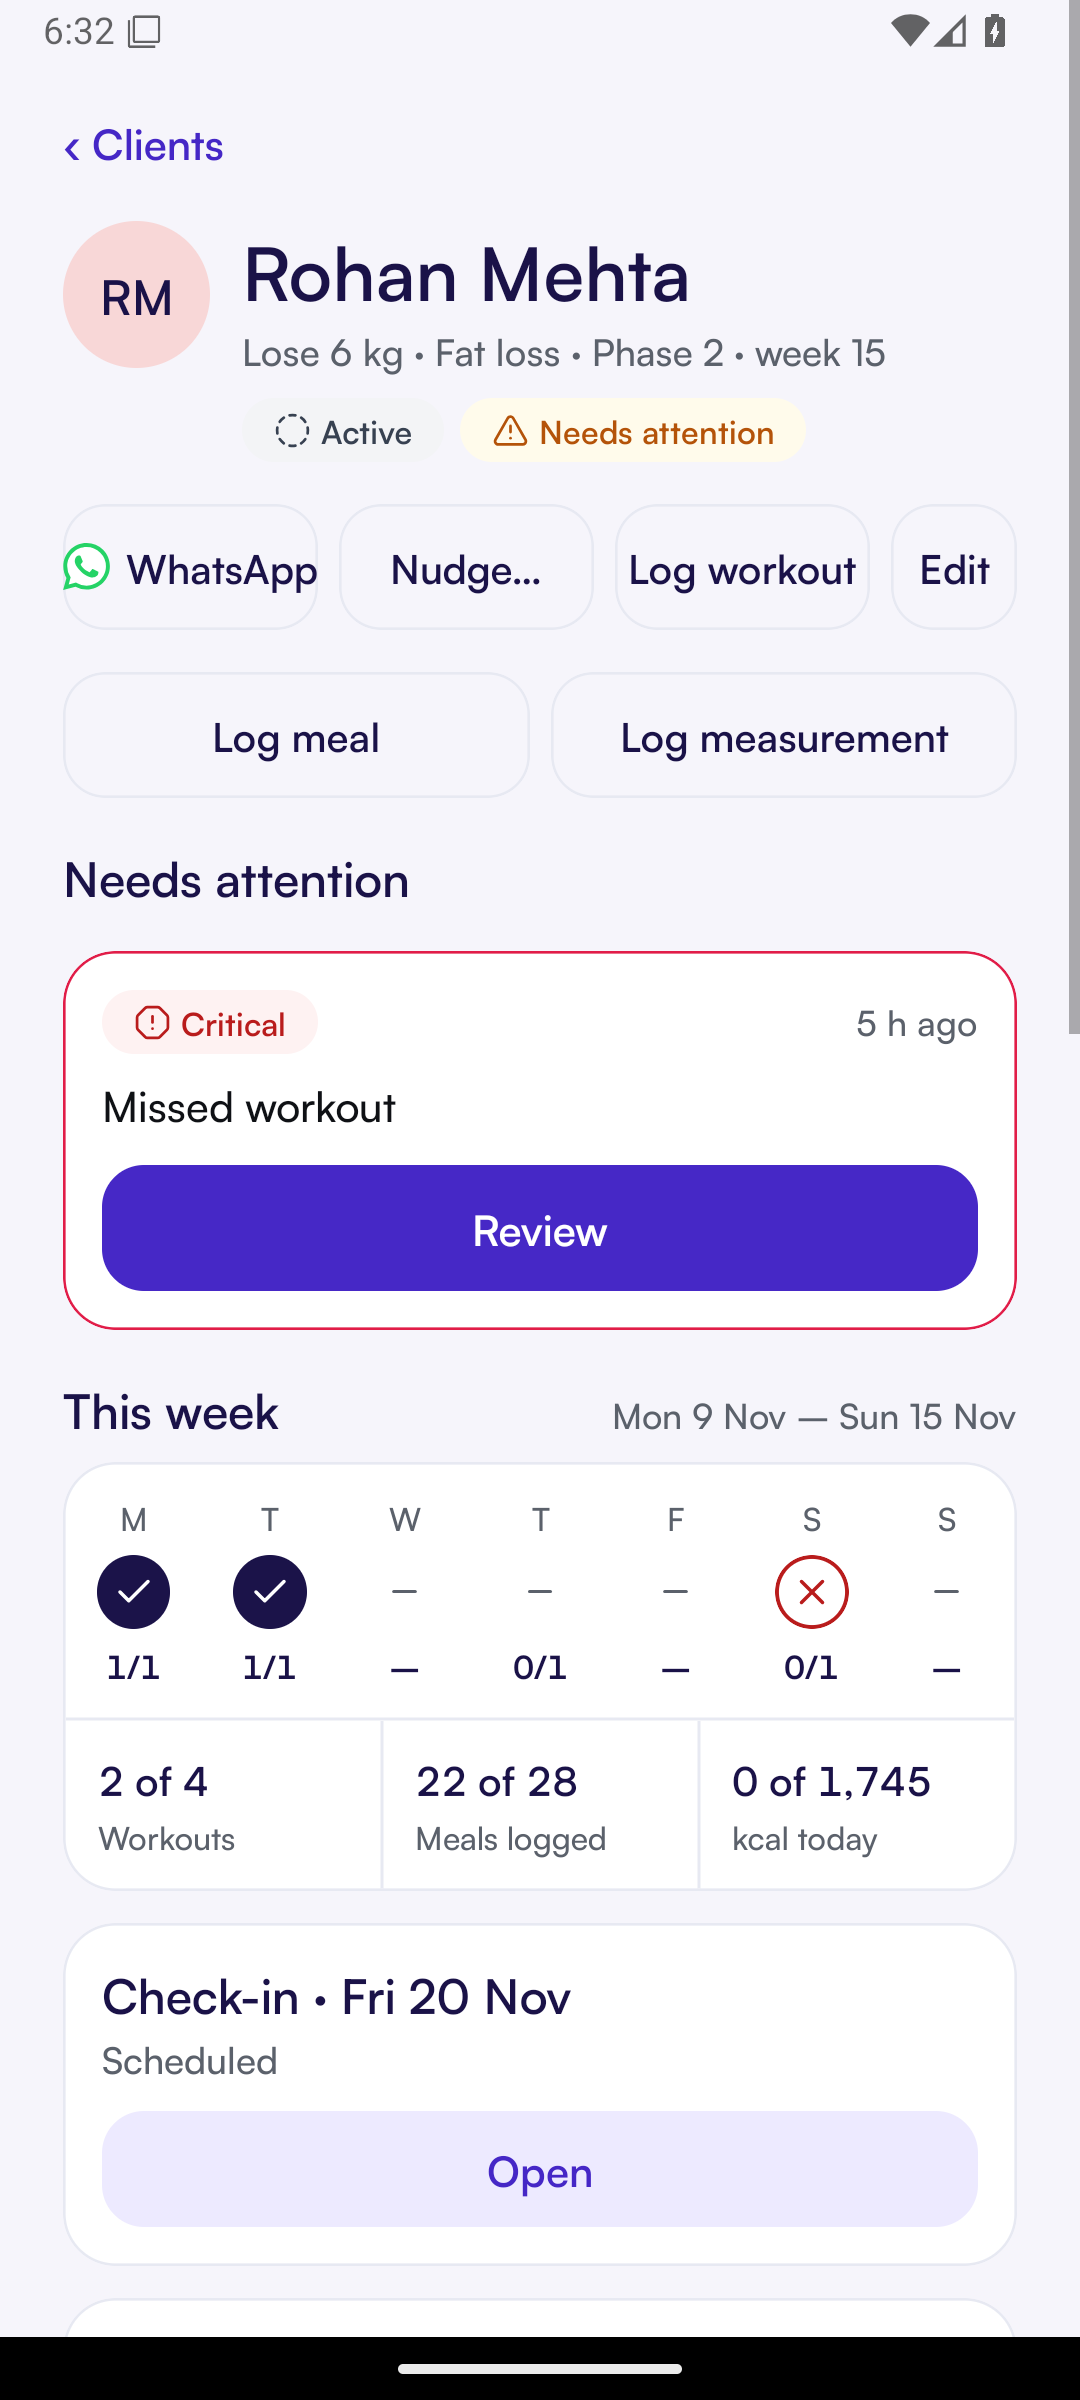 6:32
‹ Clients
RM
Rohan Mehta
Lose 6 kg · Fat loss · Phase 2 · week 15
Active
Needs attention
WhatsApp
Nudge...
Log workout
Edit
Log meal
Log measurement
Needs attention
Critical
5 h ago
Missed workout
Review
This week
Mon 9 Nov — Sun 15 Nov
M T W T F S S
– – – –
1/1 1/1 — 0/1 — 0/1 —
2 of 4
Workouts
22 of 28
Meals logged
0 of 1,745
kcal today
Check-in · Fri 20 Nov
Scheduled
Open